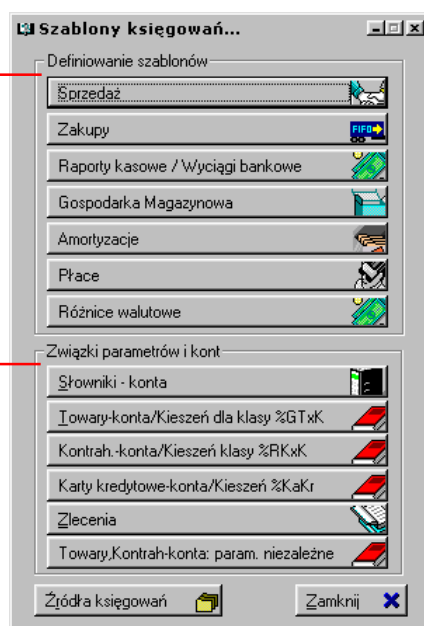 Szablony księgowań...
Definiowanie szablonów
Sprzedaż
Zakupy
FIFO
Raporty kasowe / Wyciągi bankowe
Gospodarka Magazynowa
Amortyzacje
Płace
Różnice walutowe
Związki parametrów i kont
Słowniki - konta
Towary-konta/Kieszeń dla klasy %GTxK
Kontrah.-konta/Kieszeń klasy %RKxK
Karty kredytowe-konta/Kieszeń %KaKr
Zlecenia
Towary,Kontrah-konta: param. niezależne
Źródła księgowań
Zamknij